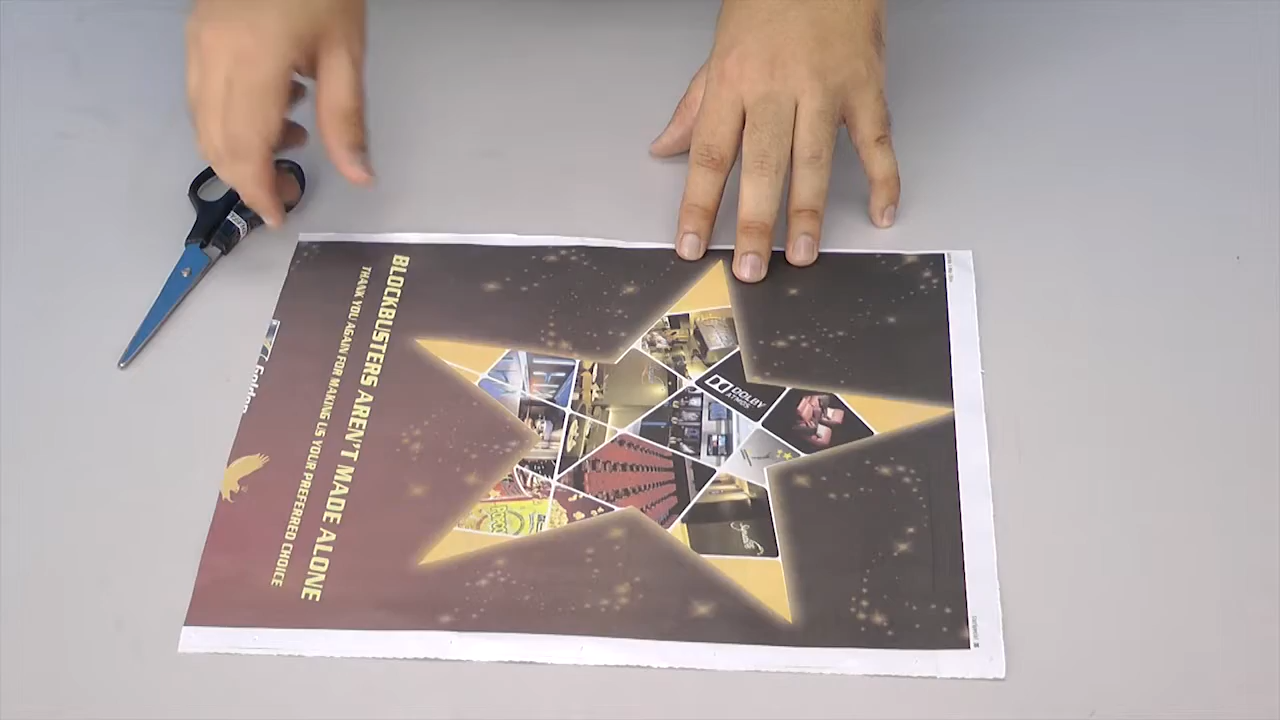 BLOCKBUSTERS AREN'T MADE ALONE
THANK YOU AGAIN FOR MAKING US YOUR PREFERRED CHOICE
DOLBY
ATMOS